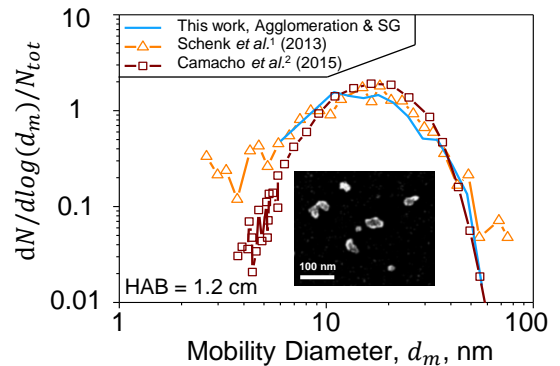 This work, Agglomeration & SG
Schenk et al.¹ (2013)
Camacho et al.² (2015)
dN/dlog(dₘ)/Nₜₒₜ
10
1
0.1
0.01
100 nm
HAB = 1.2 cm
1 10 100
Mobility Diameter, dₘ, nm